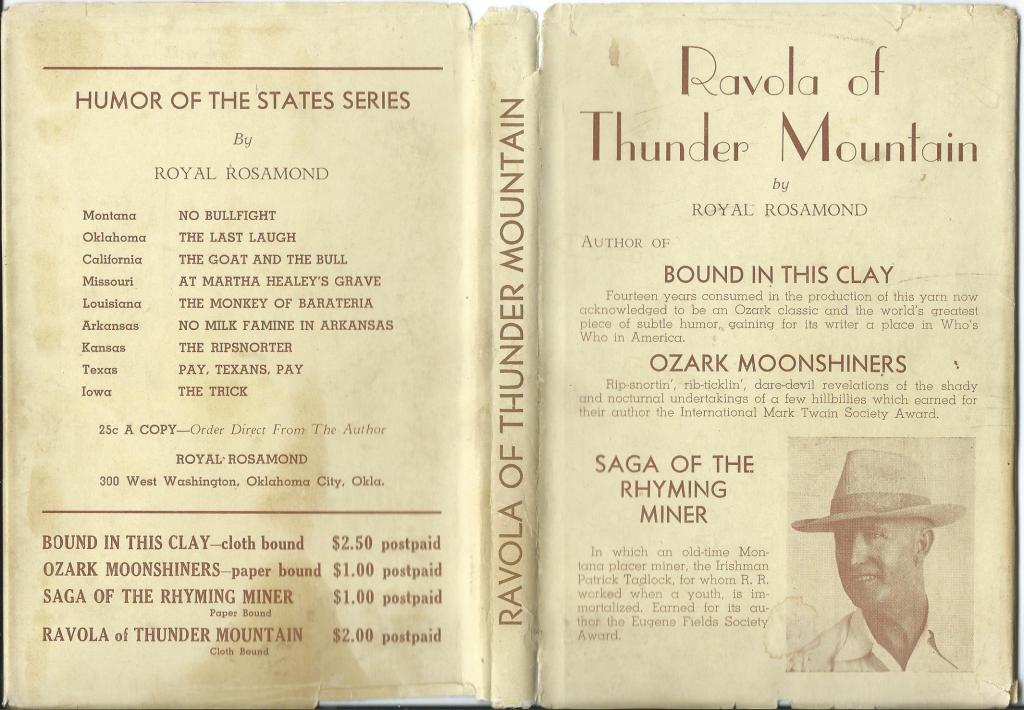 HUMOR OF THE STATES SERIES
By
ROYAL ROSAMOND
Montana NO BULLFIGHT
Oklahoma THE LAST LAUGH
California THE GOAT AND THE BULL
Missouri AT MARTHA HEALEY'S GRAVE
Louisiana THE MONKEY OF BARATERIA
Arkansas NO MILK FAMINE IN ARKANSAS
Kansas THE RIPSNORTER
Texas PAY, TEXANS, PAY
Iowa THE TRICK
25c A COPY—Order Direct From The Author
ROYAL ROSAMOND
300 West Washington, Oklahoma City, Okla.
BOUND IN THIS CLAY—cloth bound $2.50 postpaid
OZARK MOONSHINERS—paper bound $1.00 postpaid
SAGA OF THE RHYMING MINER $1.00 postpaid
Paper Bound
RAVOLA of THUNDER MOUNTAIN $2.00 postpaid
Cloth Bound
RAVOLA OF THUNDER MOUNTAIN
Ravola of
Thunder Mountain
by
ROYAL ROSAMOND
AUTHOR OF
BOUND IN THIS CLAY
Fourteen years consumed in the production of this yarn now
acknowledged to be an Ozark classic and the world's greatest
piece of subtle humor, gaining for its writer a place in Who's
Who in America.
OZARK MOONSHINERS
Rip-snortin', rib-ticklin', dare-devil revelations of the shady
and nocturnal undertakings of a few hillbillies which earned for
their author the International Mark Twain Society Award.
SAGA OF THE
RHYMING
MINER
In which an old-time Mon-
tana placer miner, the Irishman
Patrick Tadlock, for whom R. R.
worked when a youth, is im-
mortalized. Earned for its au-
thor the Eugene Fields Society
Award.